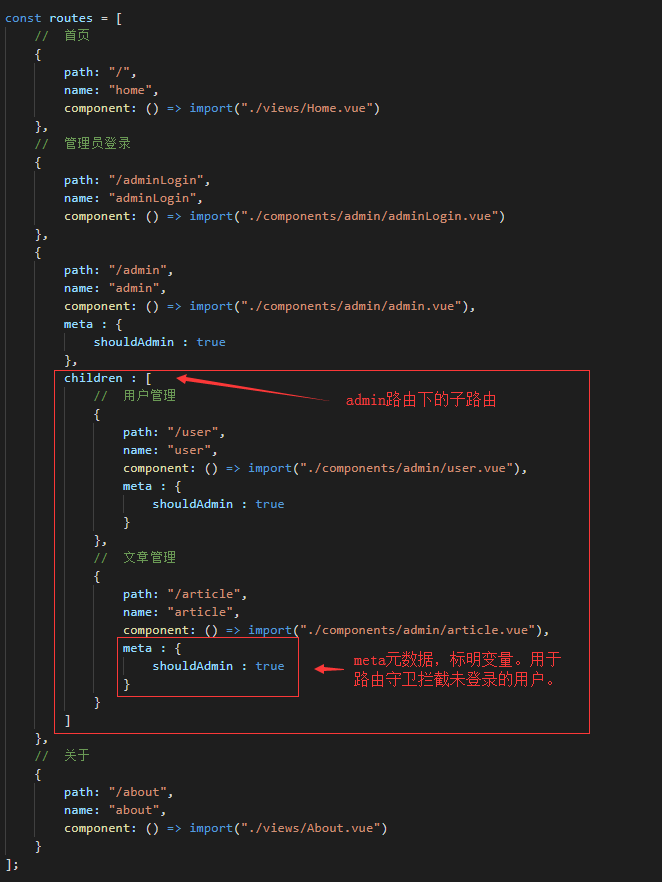 const routes = [
//  首页
{
path: "/",
name: "home",
component: () => import("./views/Home.vue")
},
//  管理员登录
{
path: "/adminLogin",
name: "adminLogin",
component: () => import("./components/admin/adminLogin.vue")
},
{
path: "/admin",
name: "admin",
component: () => import("./components/admin/admin.vue"),
meta : {
shouldAdmin : true
},
children : [
admin路由下的子路由
//  用户管理
{
path: "/user",
name: "user",
component: () => import("./components/admin/user.vue"),
meta : {
shouldAdmin : true
}
},
//  文章管理
{
path: "/article",
name: "article",
component: () => import("./components/admin/article.vue"),
meta : {
shouldAdmin : true
}
meta元数据，标明变量。用于
路由守卫拦截未登录的用户。
}
]
},
//  关于
{
path: "/about",
name: "about",
component: () => import("./views/About.vue")
}
];